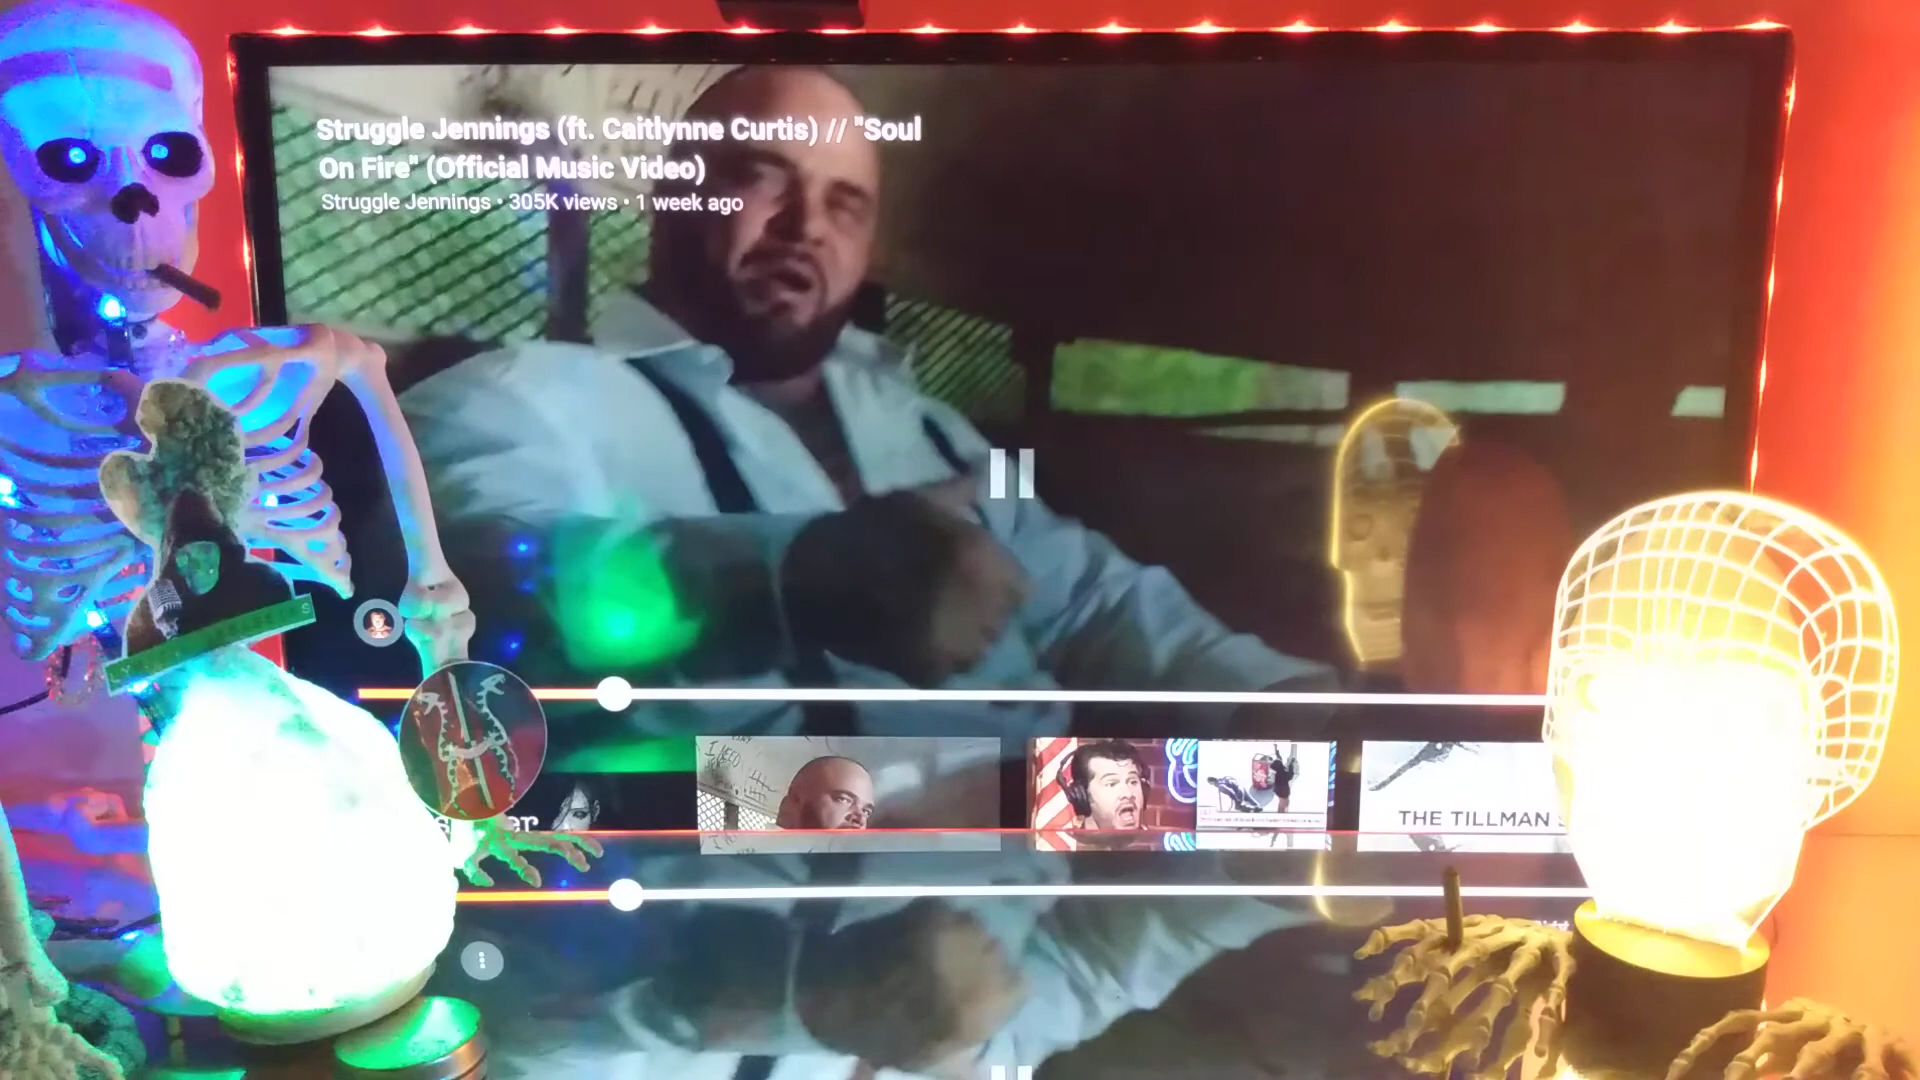 Struggle Jennings (ft. Caitlynne Curtis) // "Soul
On Fire" (Official Music Video)
Struggle Jennings • 305K views • 1 week ago
I NEED
THE TILLMAN